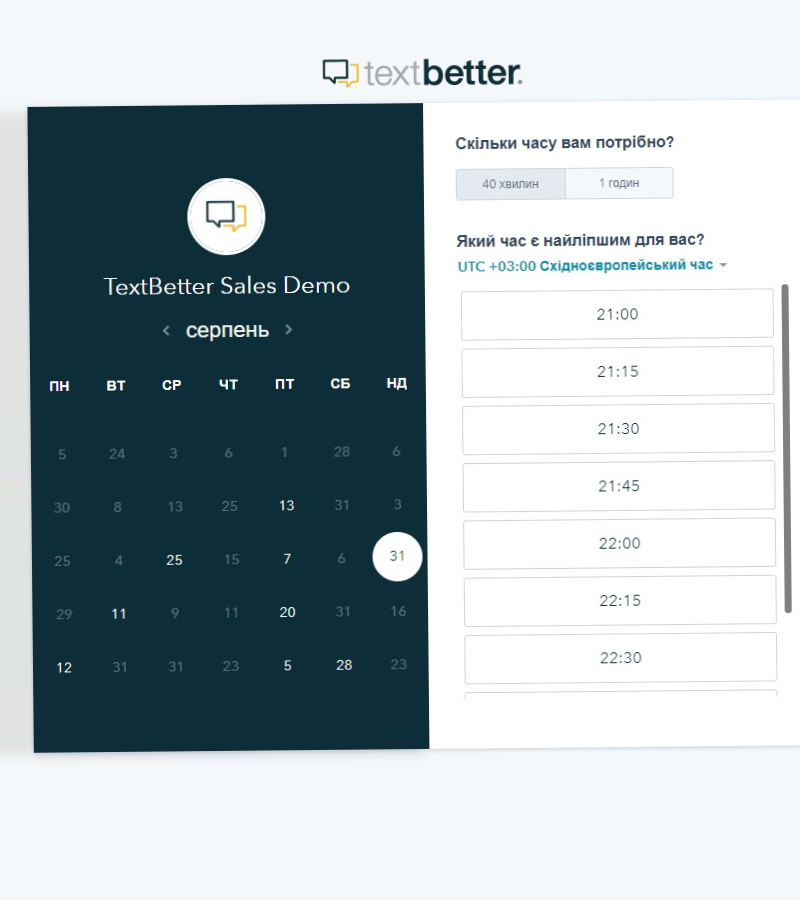 textbetter.
TextBetter Sales Demo
серпень
ПН ВТ СР ЧТ ПТ СБ НД
5 24 3 6 1 28 6
30 8 13 25 13 31 3
25 4 25 15 7 6 31
29 11 9 11 20 31 16
12 31 31 23 5 28 23
Скільки часу вам потрібно?
40 хвилин 1 годин
Який час є найліпшим для вас?
UTC +03:00 Східноєвропейський час
21:00
21:15
21:30
21:45
22:00
22:15
22:30